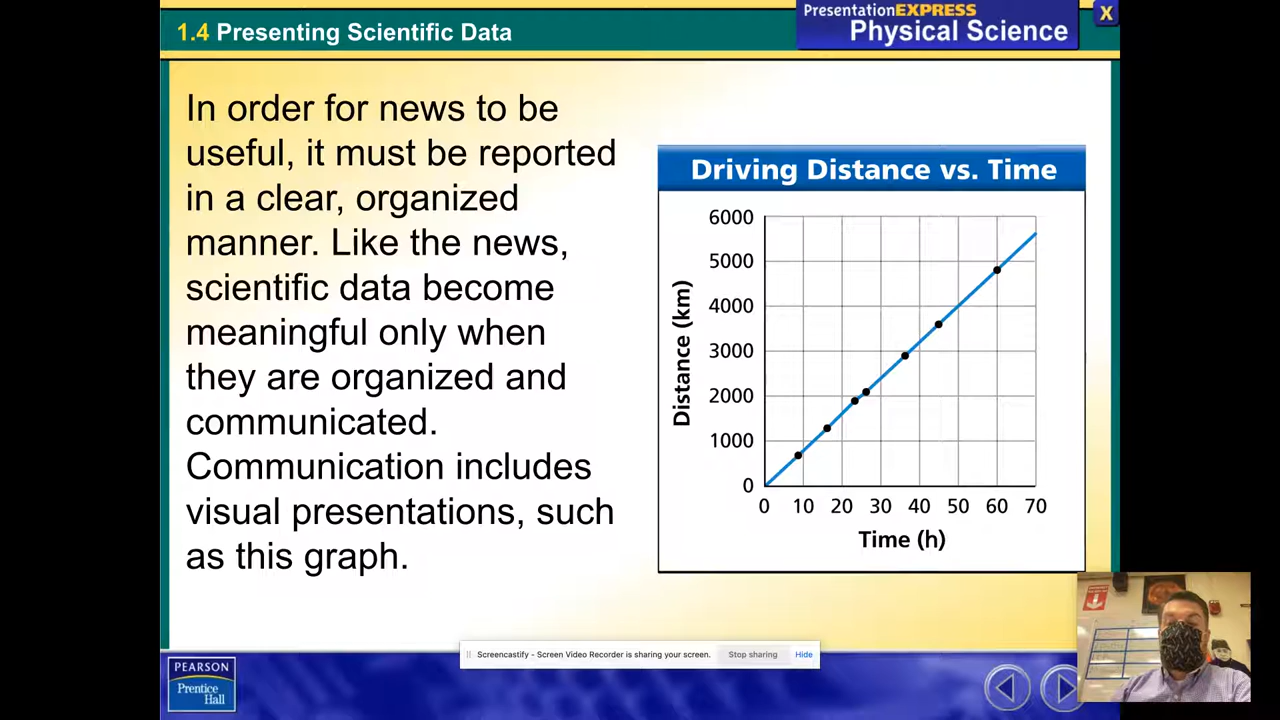 1.4 Presenting Scientific Data
PresentationEXPRESS
Physical Science
X
In order for news to be
useful, it must be reported
in a clear, organized
manner. Like the news,
scientific data become
meaningful only when
they are organized and
communicated.
Communication includes
visual presentations, such
as this graph.
Driving Distance vs. Time
Distance (km)
6000
5000
4000
3000
2000
1000
0
0 10 20 30 40 50 60 70
Time (h)
Screencastify - Screen Video Recorder is sharing your screen. Stop sharing Hide
PEARSON
Prentice
Hall